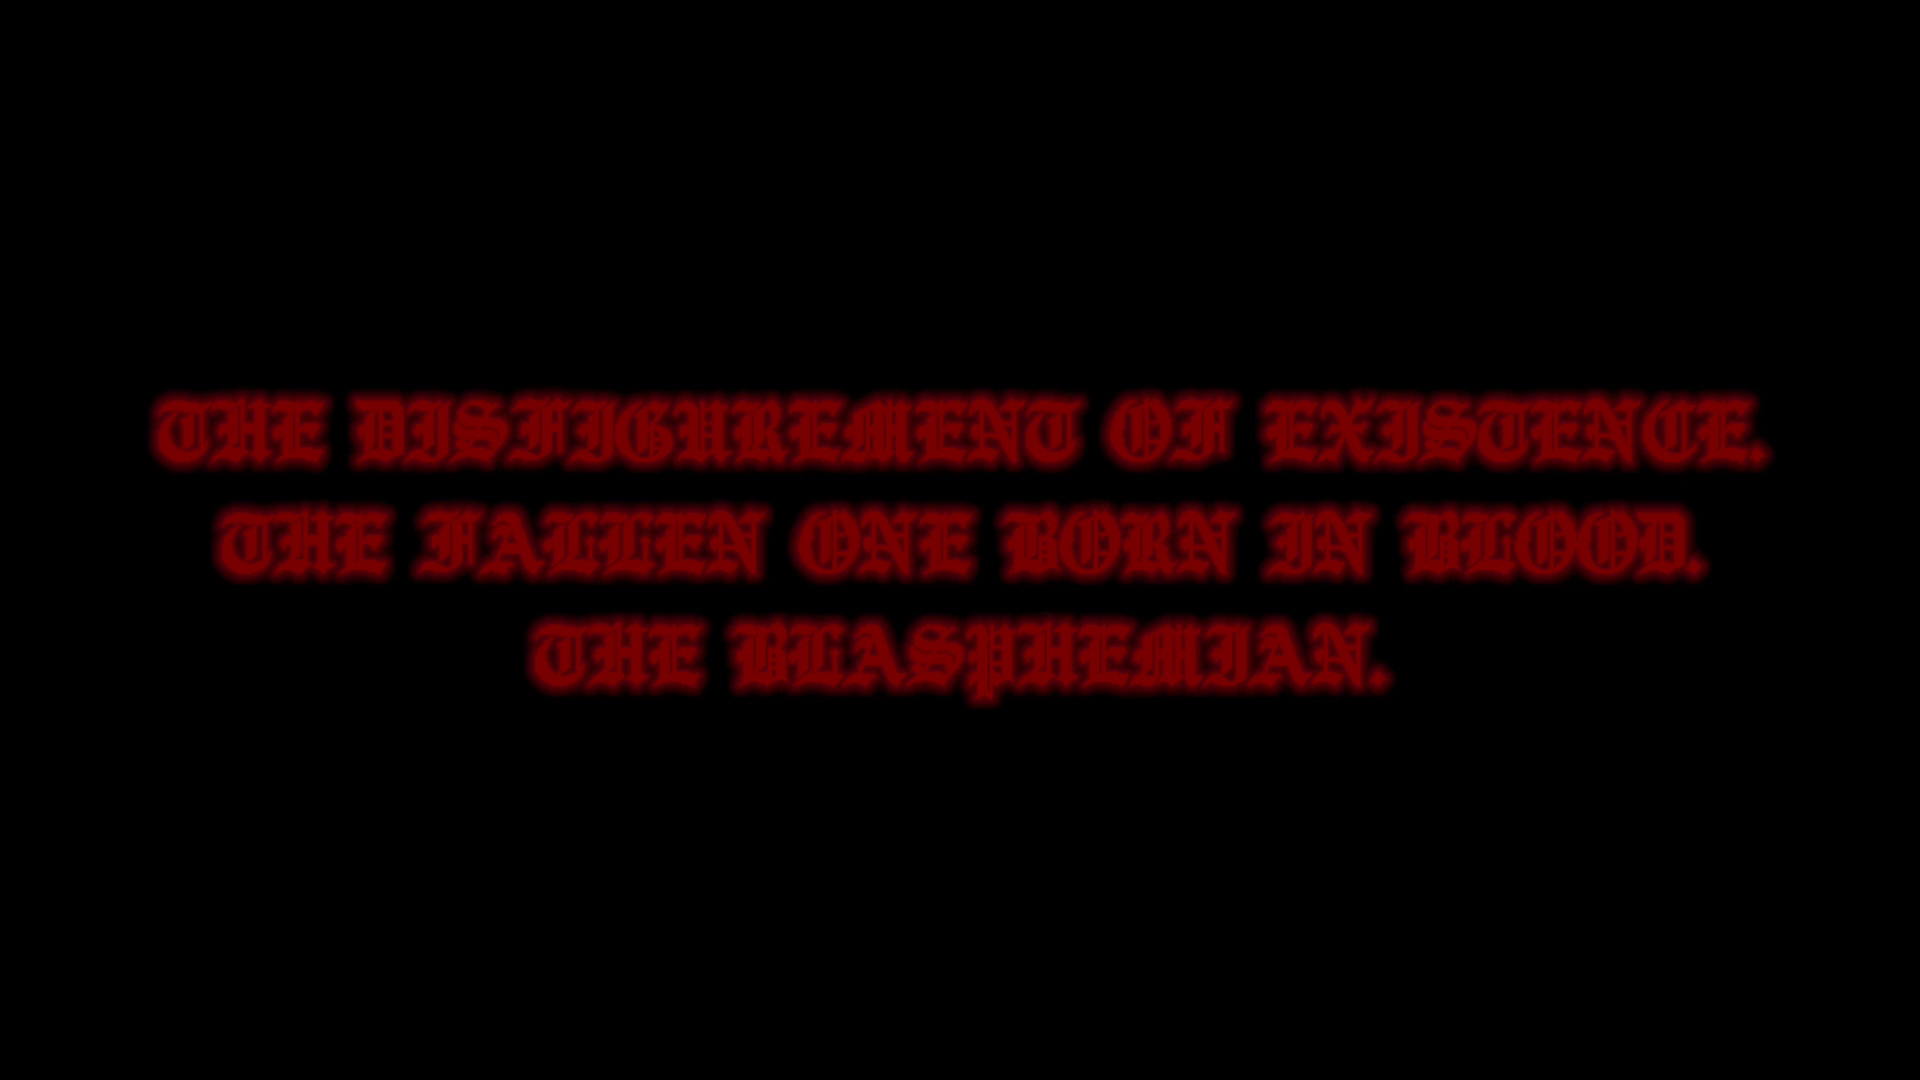 THE DISFIGUREMENT OF EXISTENCE.
THE FALLEN ONE BORN IN BLOOD.
THE BLASPHEMIAN.